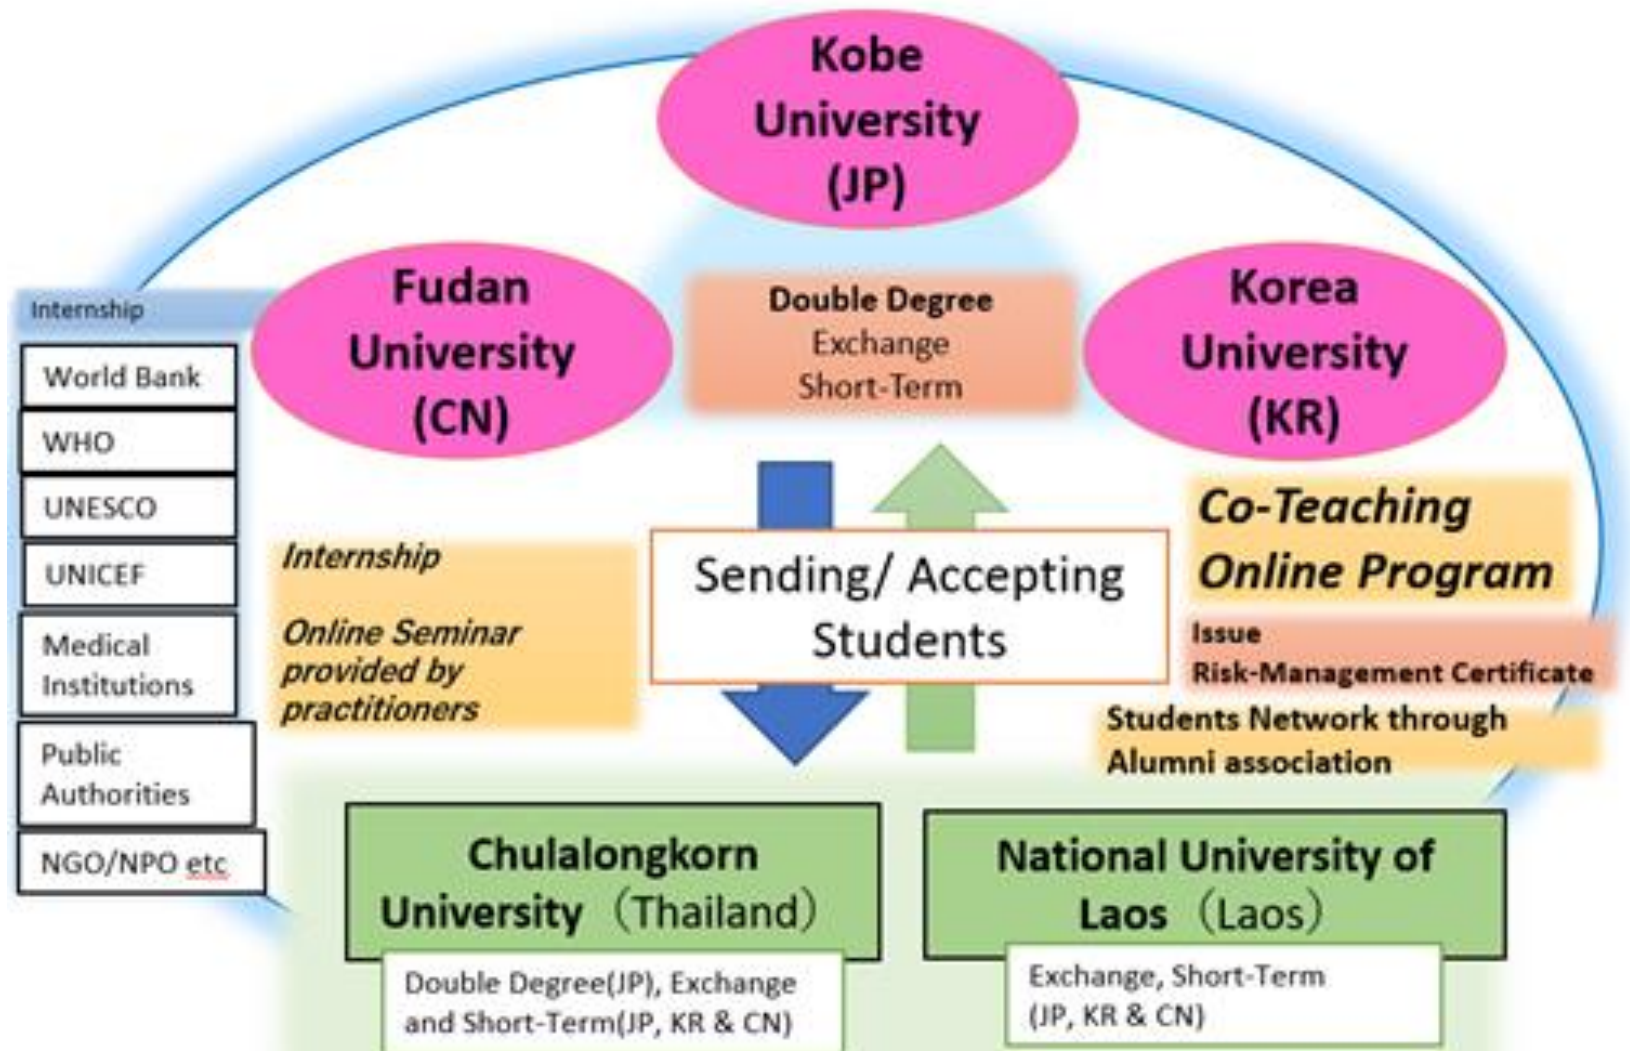 Kobe
University
(JP)
Fudan
University
(CN)
Double Degree
Exchange
Short-Term
Korea
University
(KR)
Internship
World Bank
WHO
UNESCO
UNICEF
Medical
Institutions
Public
Authorities
NGO/NPO etc
Internship
Online Seminar
provided by
practitioners
Sending/ Accepting
Students
Co-Teaching
Online Program
Issue
Risk-Management Certificate
Students Network through
Alumni association
Chulalongkorn
University（Thailand）
Double Degree(JP), Exchange
and Short-Term(JP, KR & CN)
National University of
Laos（Laos）
Exchange, Short-Term
(JP, KR & CN)